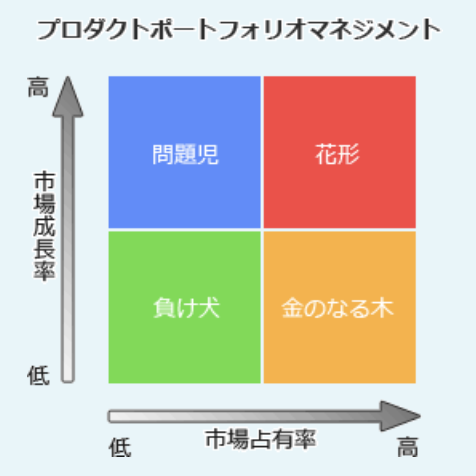 プロダクトポートフォリオマネジメント
高
市場成長率
低
問題児
花形
負け犬
金のなる木
低
市場占有率
高